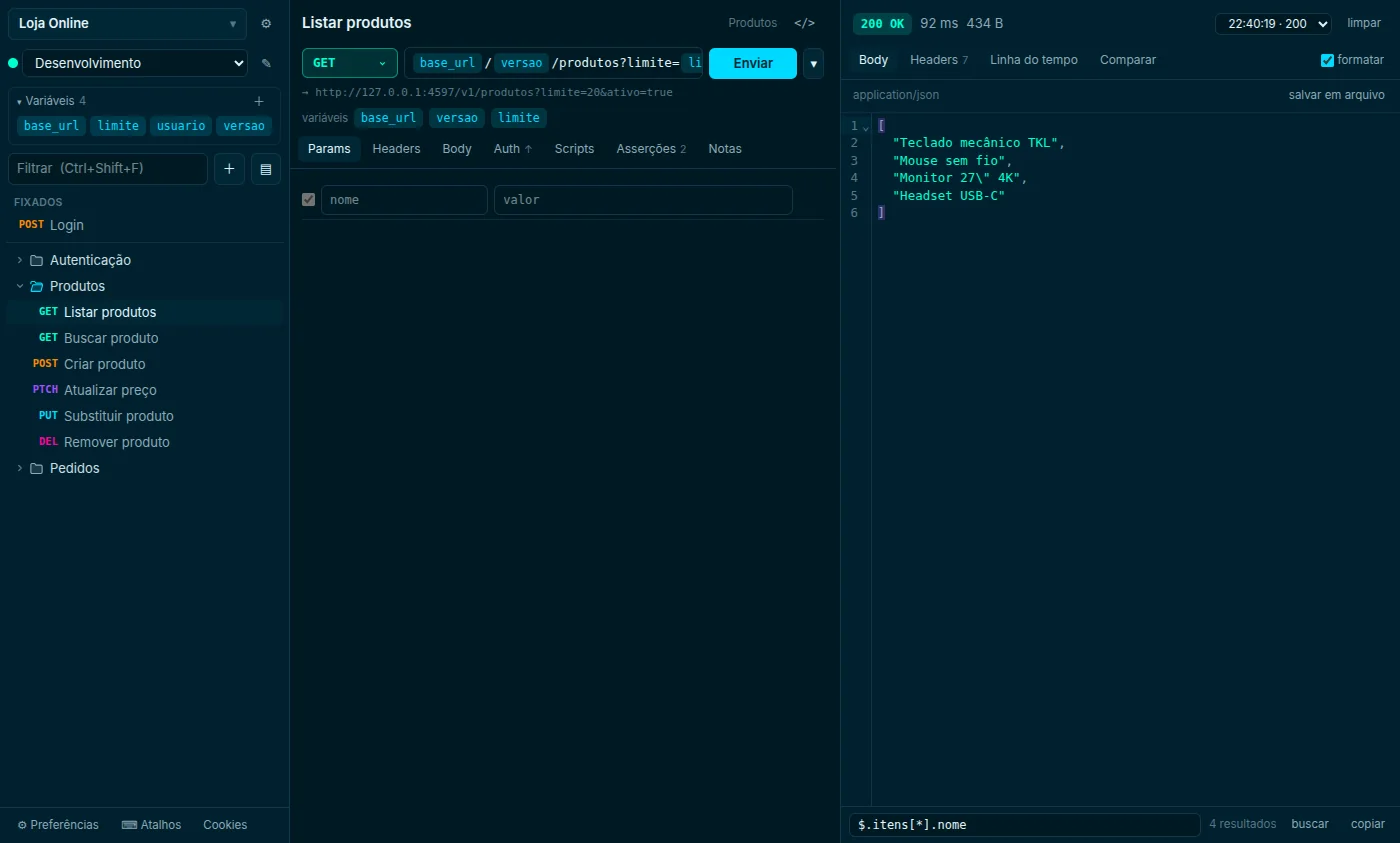 Loja Online
Desenvolvimento
Variáveis 4
base_url limite usuario versao
Filtrar (Ctrl+Shift+F)
FIXADOS
POST Login
Autenticação
Produtos
GET Listar produtos
GET Buscar produto
POST Criar produto
PTCH Atualizar preço
PUT Substituir produto
DEL Remover produto
Pedidos
Preferências Atalhos Cookies
Listar produtos Produtos </>
GET base_url / versao /produtos?limite= li Enviar
→ http://127.0.0.1:4597/v1/produtos?limite=20&ativo=true
variáveis base_url versao limite
Params Headers Body Auth ↑ Scripts Asserções 2 Notas
nome valor
200 OK 92 ms 434 B 22:40:19 · 200 limpar
Body Headers 7 Linha do tempo Comparar formatar
application/json salvar em arquivo
1 [
2 "Teclado mecânico TKL",
3 "Mouse sem fio",
4 "Monitor 27\" 4K",
5 "Headset USB-C"
6 ]
$.itens[*].nome 4 resultados buscar copiar